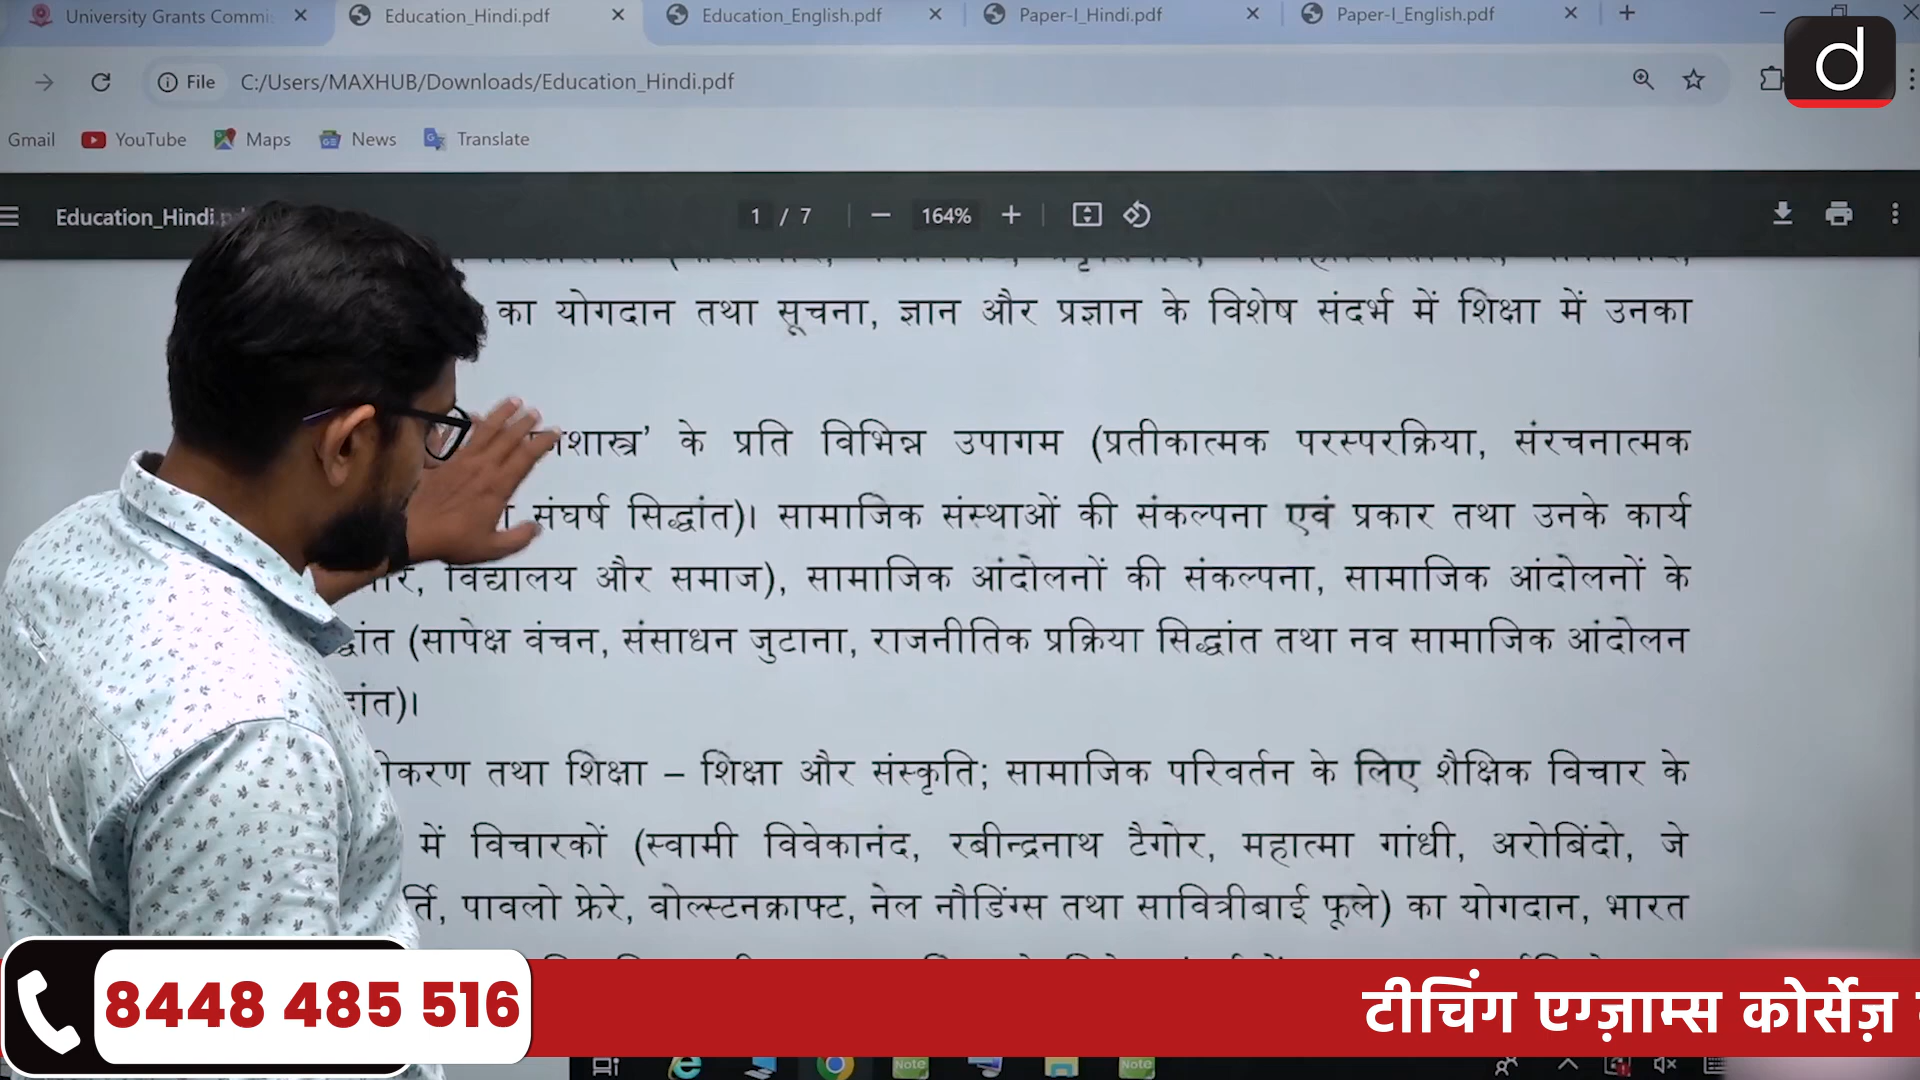 University Grants Commi
Education_Hindi.pdf
Education_English.pdf
Paper-I_Hindi.pdf
Paper-I_English.pdf
File C:/Users/MAXHUB/Downloads/Education_Hindi.pdf
d
Gmail YouTube Maps News Translate
Education_Hindi.p 1 / 7 164%
का योगदान तथा सूचना, ज्ञान और प्रज्ञान के विशेष संदर्भ में शिक्षा में उनका
शास्त्र’ के प्रति विभिन्न उपागम (प्रतीकात्मक परस्परक्रिया, संरचनात्मक
संघर्ष सिद्धांत)। सामाजिक संस्थाओं की संकल्पना एवं प्रकार तथा उनके कार्य
विद्यालय और समाज), सामाजिक आंदोलनों की संकल्पना, सामाजिक आंदोलनों के
(सापेक्ष वंचन, संसाधन जुटाना, राजनीतिक प्रक्रिया सिद्धांत तथा नव सामाजिक आंदोलन
ांत)।
ीकरण तथा शिक्षा – शिक्षा और संस्कृति; सामाजिक परिवर्तन के लिए शैक्षिक विचार के
में विचारकों (स्वामी विवेकानंद, रबीन्द्रनाथ टैगोर, महात्मा गांधी, अरोबिंदो, जे
र्ति, पावलो फ्रेरे, वोल्स्टनक्राफ्ट, नेल नौडिंग्स तथा सावित्रीबाई फूले) का योगदान, भारत
8448 485 516
टीचिंग एग्ज़ाम्स कोर्सेज़
Note
Note